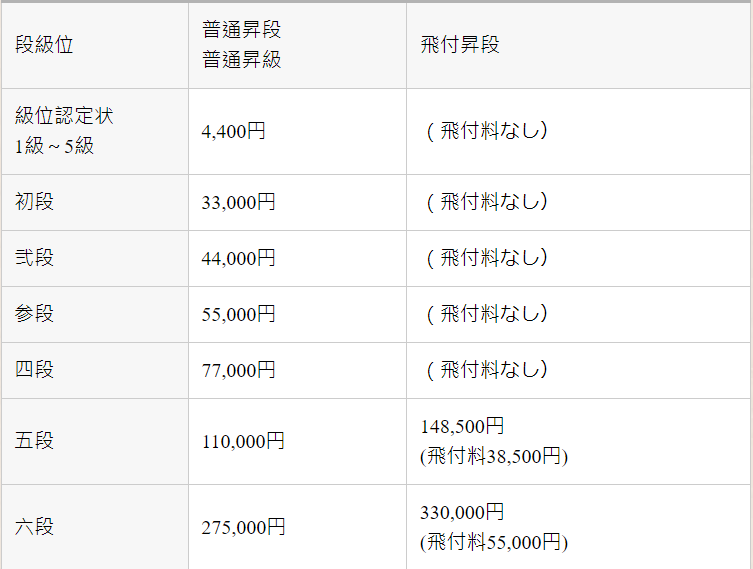 段級位
普通昇段
普通昇級
飛付昇段
級位認定状
1級～5級
4,400円
（飛付料なし）
初段
33,000円
（飛付料なし）
弐段
44,000円
（飛付料なし）
参段
55,000円
（飛付料なし）
四段
77,000円
（飛付料なし）
五段
110,000円
148,500円
(飛付料38,500円)
六段
275,000円
330,000円
(飛付料55,000円)